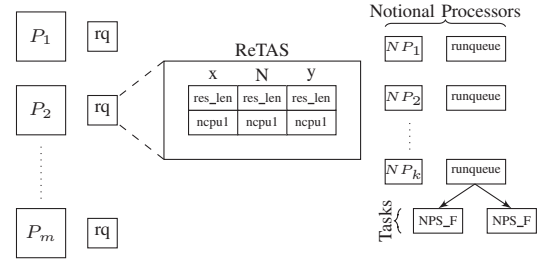 Notional Processors
P1 rq
ReTAS
NP1 runqueue
x N y
P2 rq
res_len res_len res_len
NP2 runqueue
ncpu1 ncpu1 ncpu1
NPk runqueue
Pm rq
Tasks
NPS_F NPS_F